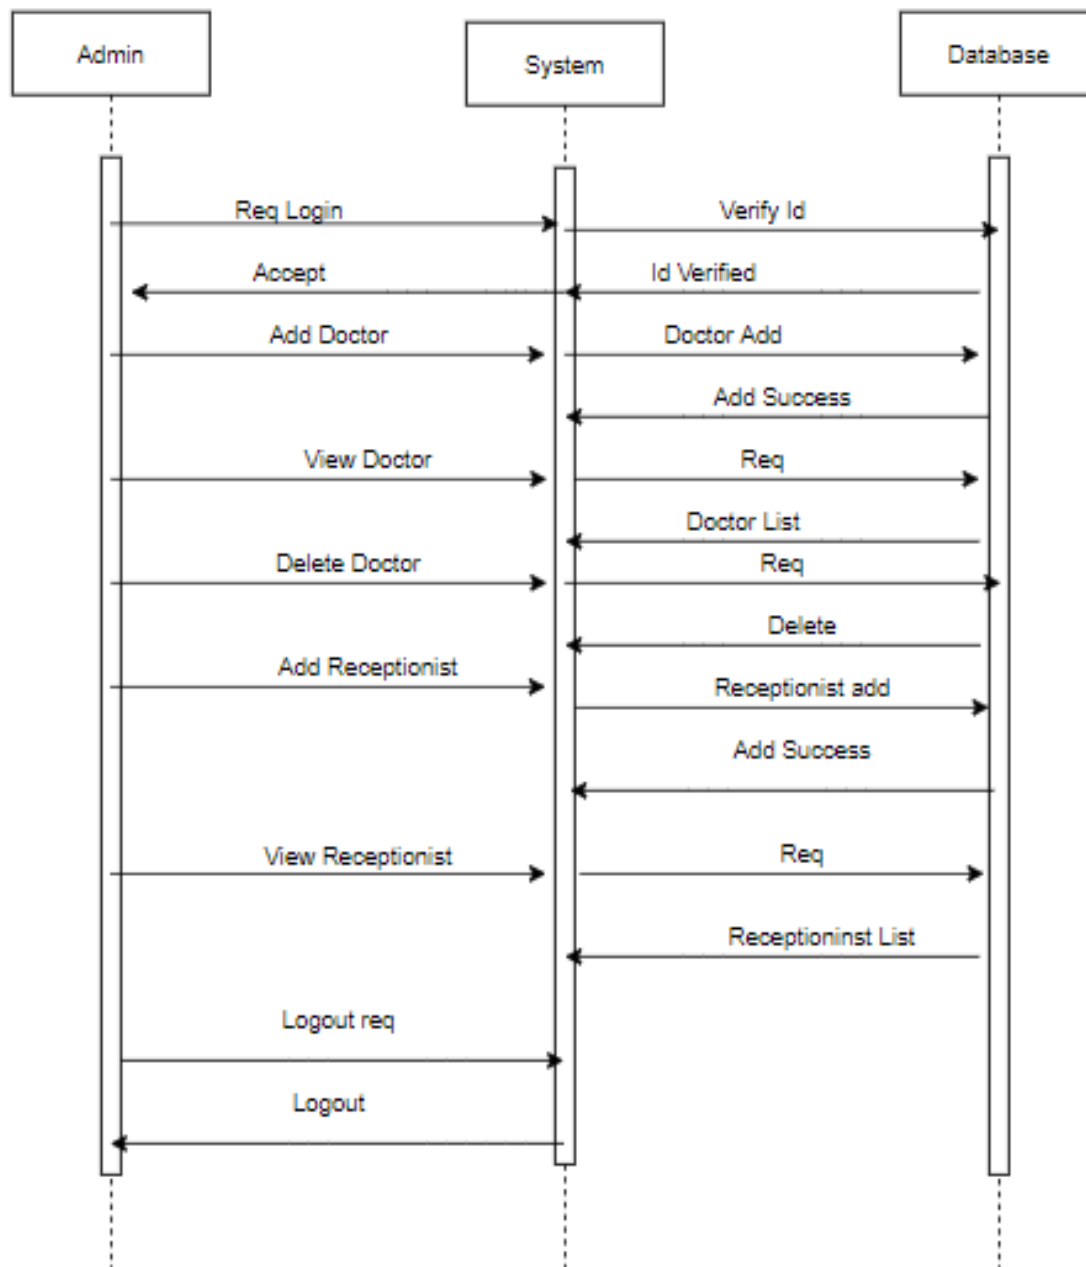 Admin
System
Database
Req Login
Verify Id
Accept
Id Verified
Add Doctor
Doctor Add
Add Success
View Doctor
Req
Doctor List
Delete Doctor
Req
Delete
Add Receptionist
Receptionist add
Add Success
View Receptionist
Req
Receptioninst List
Logout req
Logout